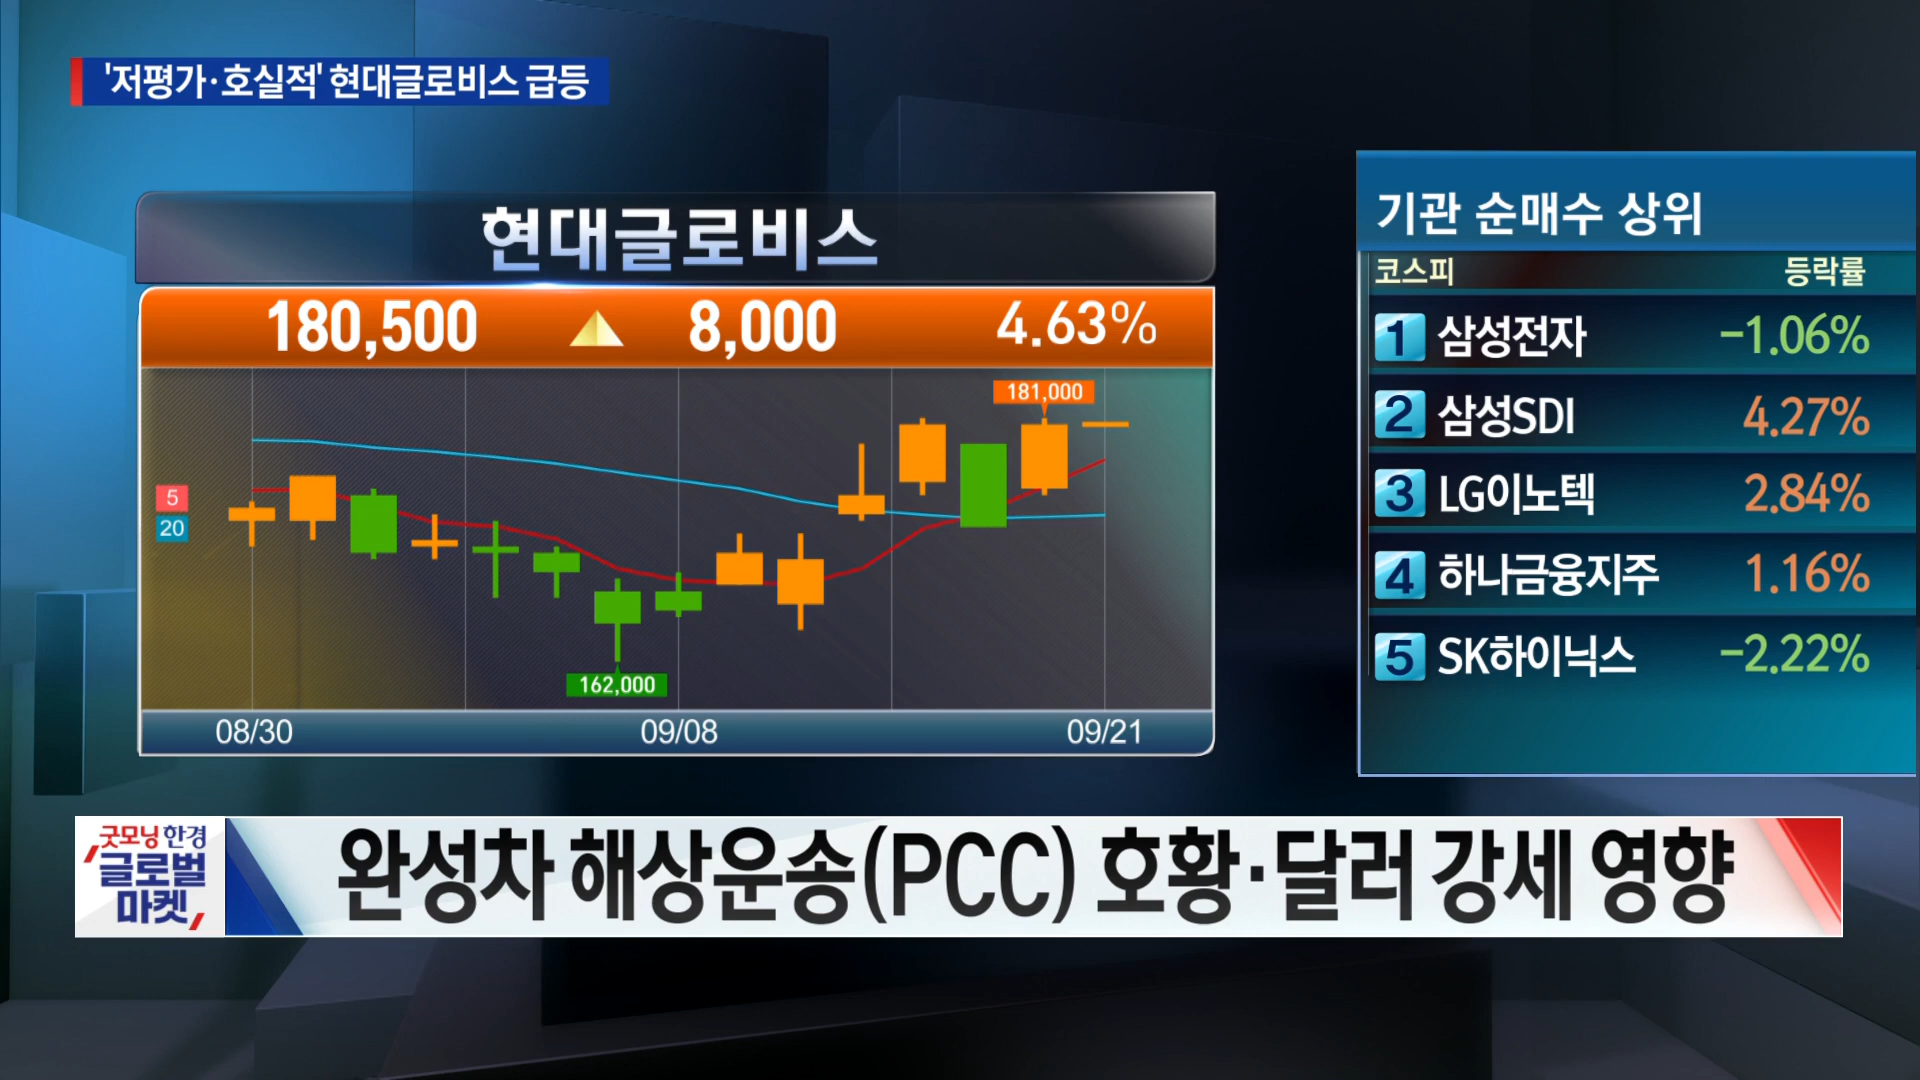 '저평가·호실적' 현대글로비스 급등
현대글로비스
180,500 ▲ 8,000 4.63%
181,000
5
20
162,000
08/30 09/08 09/21
기관 순매수 상위
코스피 등락률
1 삼성전자 -1.06%
2 삼성SDI 4.27%
3 LG이노텍 2.84%
4 하나금융지주 1.16%
5 SK하이닉스 -2.22%
굿모닝 한경
글로벌
마켓
완성차 해상운송(PCC) 호황·달러 강세 영향